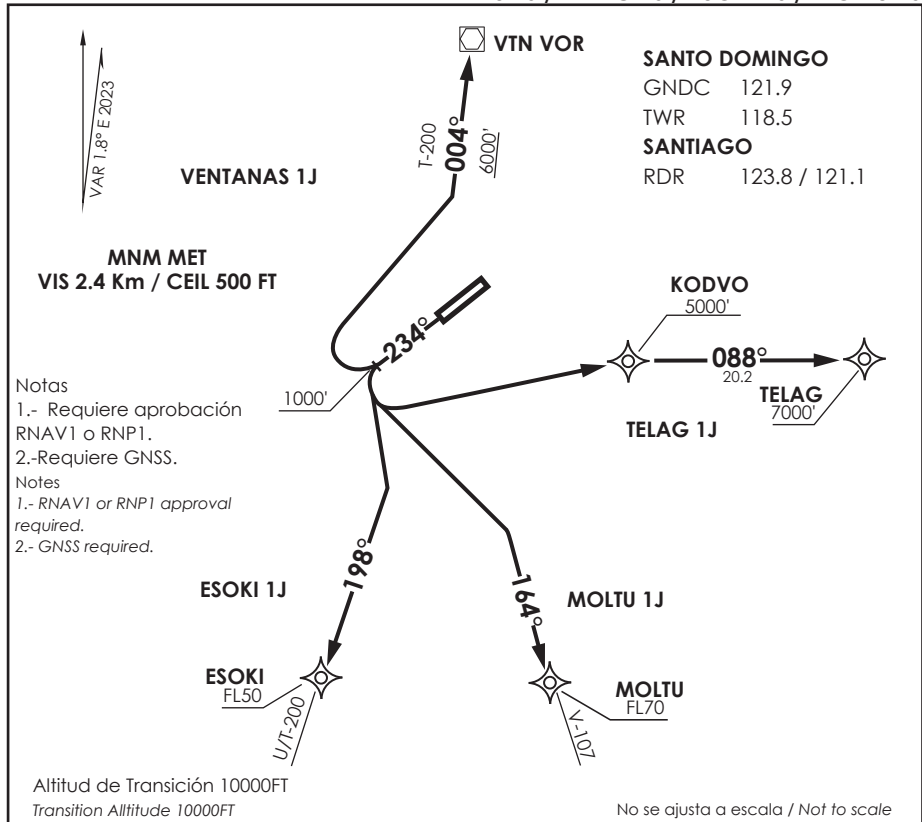 VTN VOR
SANTO DOMINGO
GNDC 121.9
TWR 118.5
SANTIAGO
RDR 123.8 / 121.1
VAR 1.8° E 2023
T-200
004°
6000'
VENTANAS 1J
MNM MET
VIS 2.4 Km / CEIL 500 FT
234°
1000'
KODVO
5000'
088°
20.2
TELAG
7000'
TELAG 1J
Notas
1.- Requiere aprobación
RNAV1 o RNP1.
2.-Requiere GNSS.
Notes
1.- RNAV1 or RNP1 approval
required.
2.- GNSS required.
198°
ESOKI 1J
164°
MOLTU 1J
ESOKI
FL50
U/T-200
MOLTU
FL70
V-107
Altitud de Transición 10000FT
Transition Alltitude 10000FT
No se ajusta a escala / Not to scale